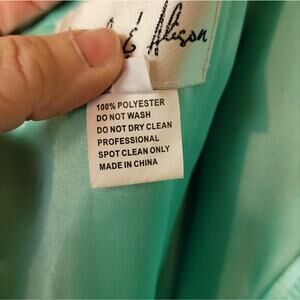 & Alison
100% POLYESTER
DO NOT WASH
DO NOT DRY CLEAN
PROFESSIONAL
SPOT CLEAN ONLY
MADE IN CHINA